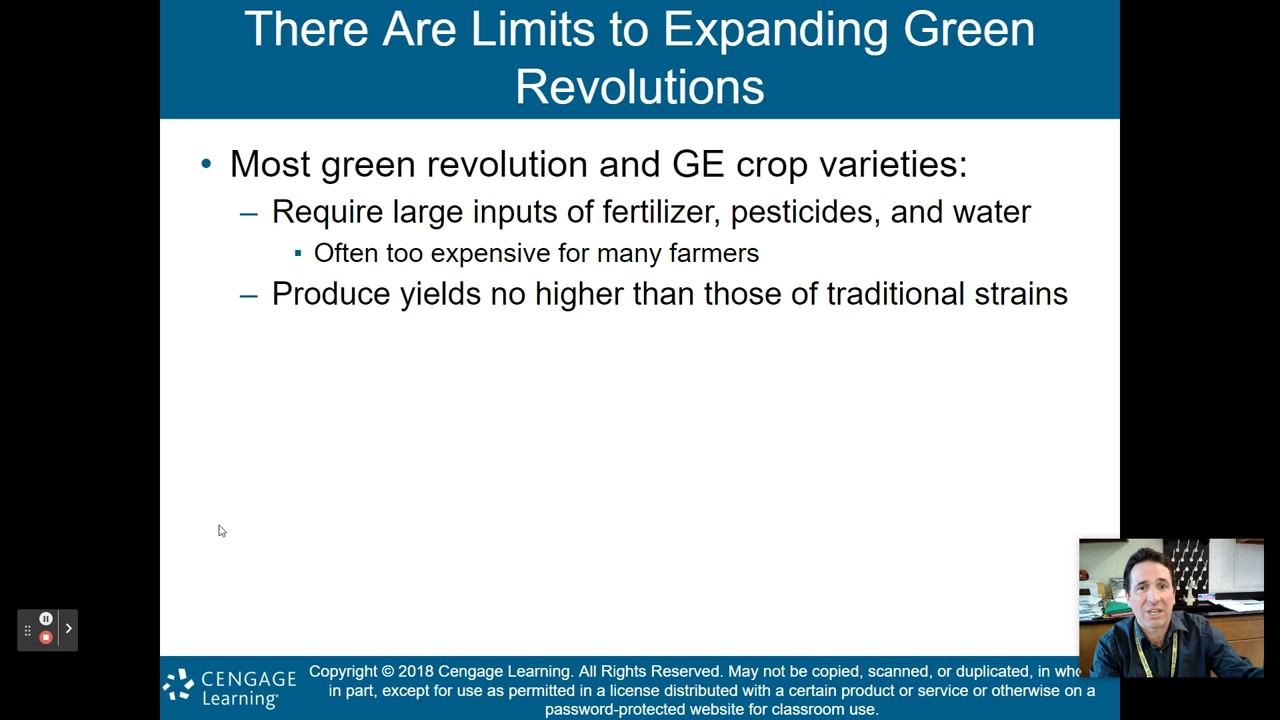 There Are Limits to Expanding Green
Revolutions
• Most green revolution and GE crop varieties:
– Require large inputs of fertilizer, pesticides, and water
▪ Often too expensive for many farmers
– Produce yields no higher than those of traditional strains
CENGAGE
Learning®
Copyright © 2018 Cengage Learning. All Rights Reserved. May not be copied, scanned, or duplicated, in
in part, except for use as permitted in a license distributed with a certain product or service or otherwise on a
password-protected website for classroom use.